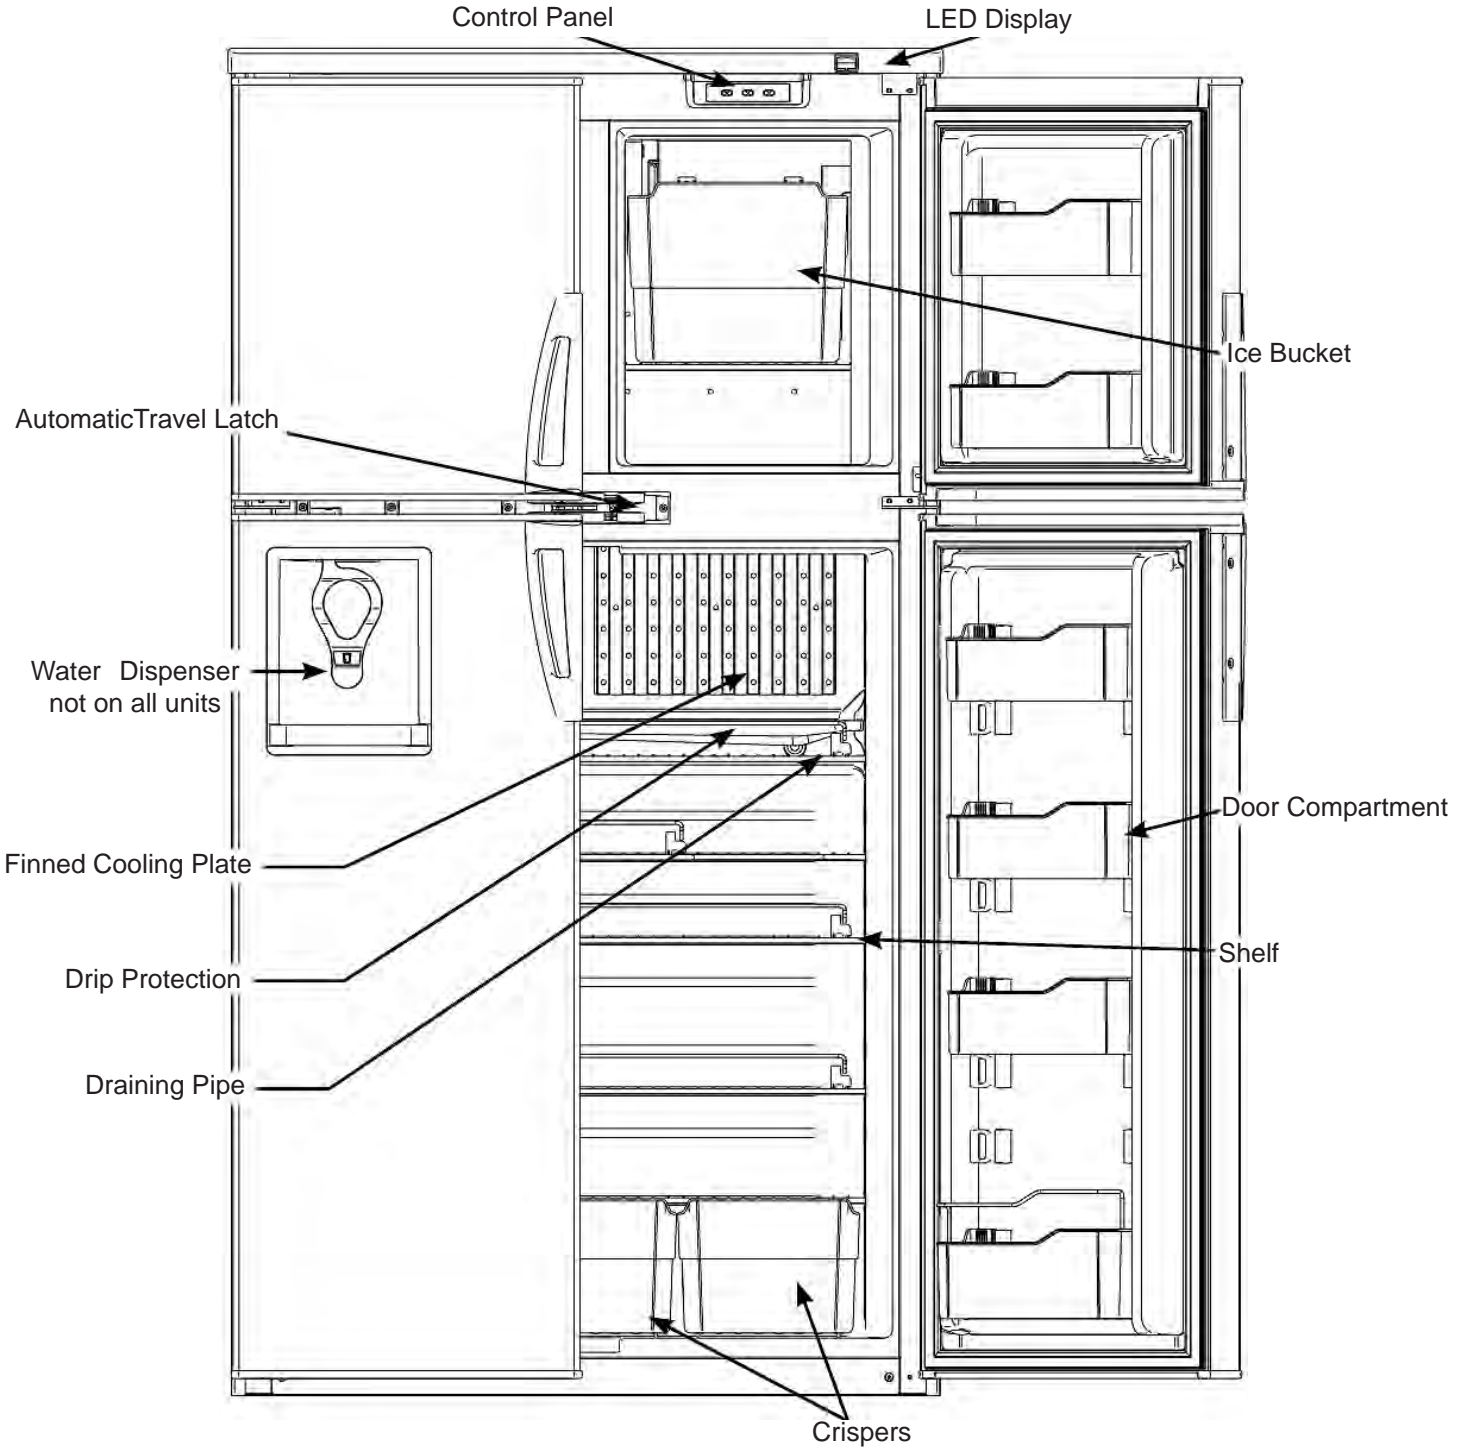 Control Panel
LED Display
Ice Bucket
AutomaticTravel Latch
Water Dispenser
not on all units
Door Compartment
Finned Cooling Plate
Shelf
Drip Protection
Draining Pipe
Crispers